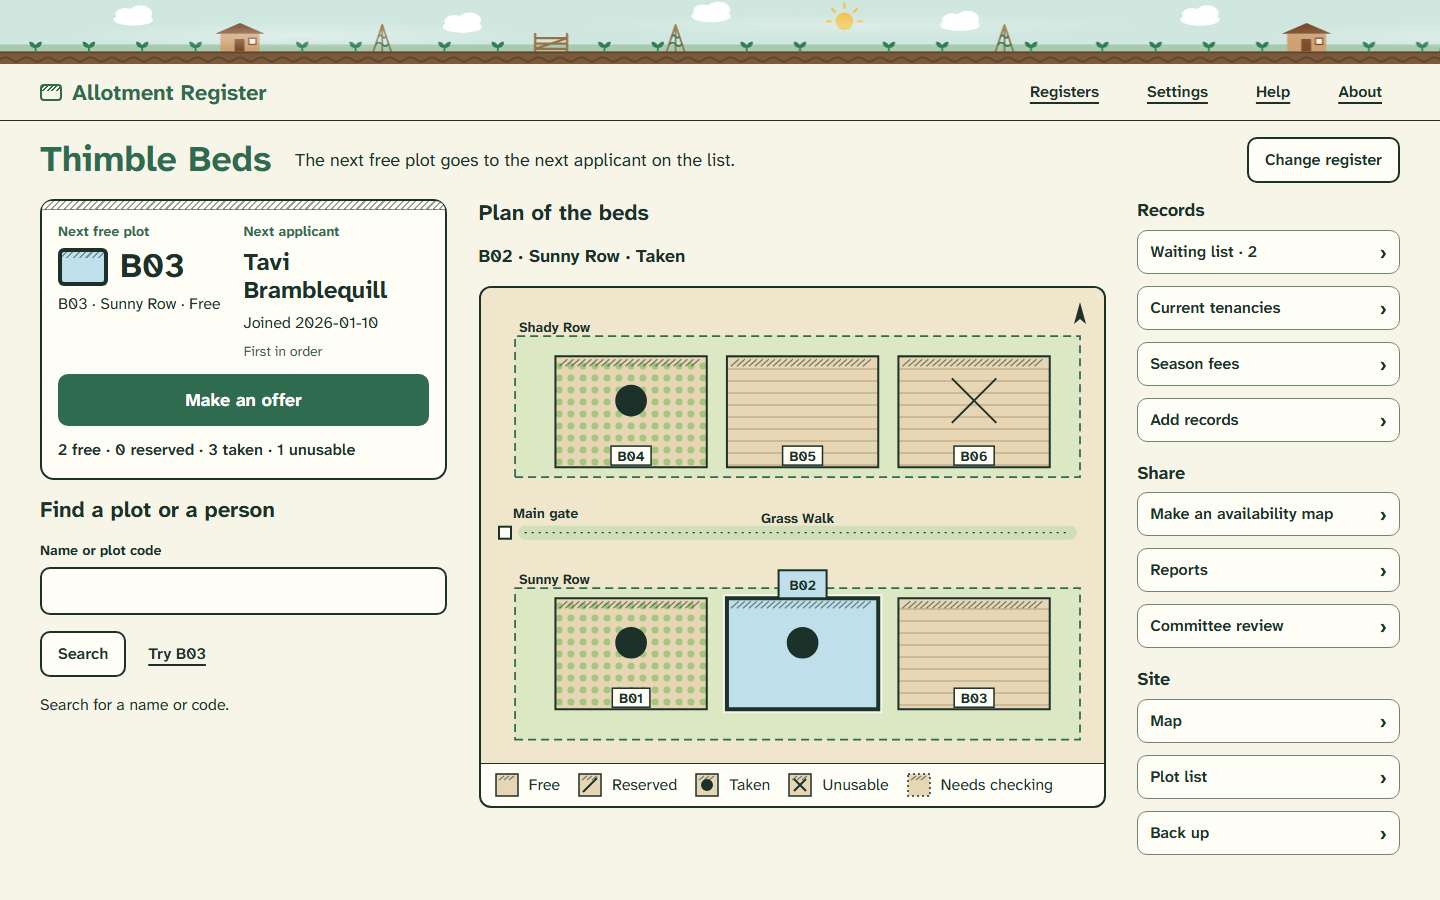 Allotment Register
Registers
Settings
Help
About
Thimble Beds
The next free plot goes to the next applicant on the list.
Change register
Next free plot
B03
B03 · Sunny Row · Free
Next applicant
Tavi
Bramblequill
Joined 2026-01-10
First in order
Make an offer
2 free · 0 reserved · 3 taken · 1 unusable
Find a plot or a person
Name or plot code
Search
Try B03
Search for a name or code.
Plan of the beds
B02 · Sunny Row · Taken
Shady Row
B04
B05
B06
Main gate
Grass Walk
Sunny Row
B02
B01
B03
Free
Reserved
Taken
Unusable
Needs checking
Records
Waiting list · 2 ›
Current tenancies ›
Season fees ›
Add records ›
Share
Make an availability map ›
Reports ›
Committee review ›
Site
Map ›
Plot list ›
Back up ›